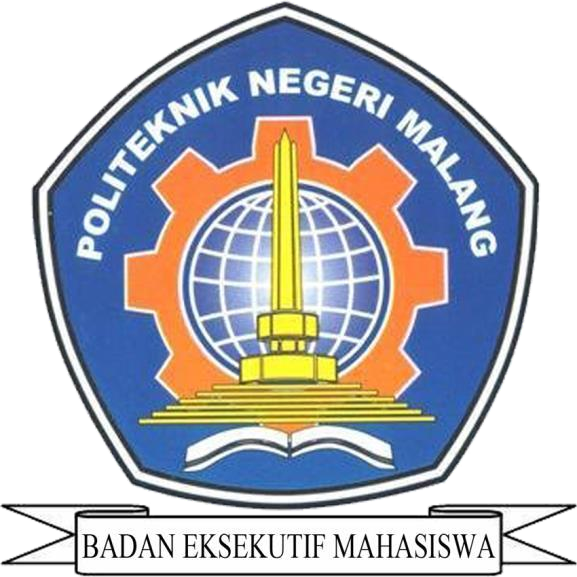 POLITEKNIK NEGERI MALANG
BADAN EKSEKUTIF MAHASISWA